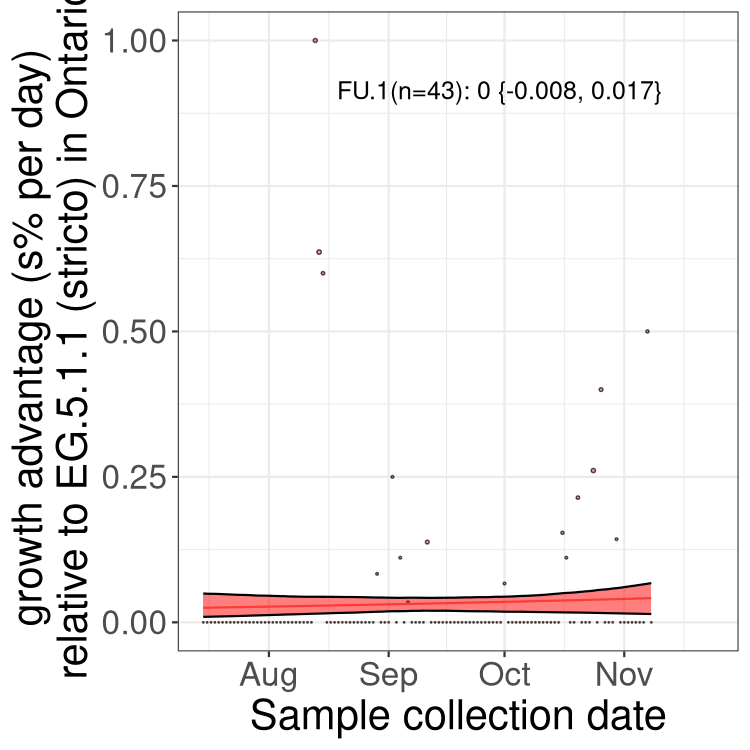 growth advantage (s% per day)
relative to EG.5.1.1 (stricto) in Ontario
1.00
0.75
0.50
0.25
0.00
FU.1(n=43): 0 {-0.008, 0.017}
Aug Sep Oct Nov
Sample collection date